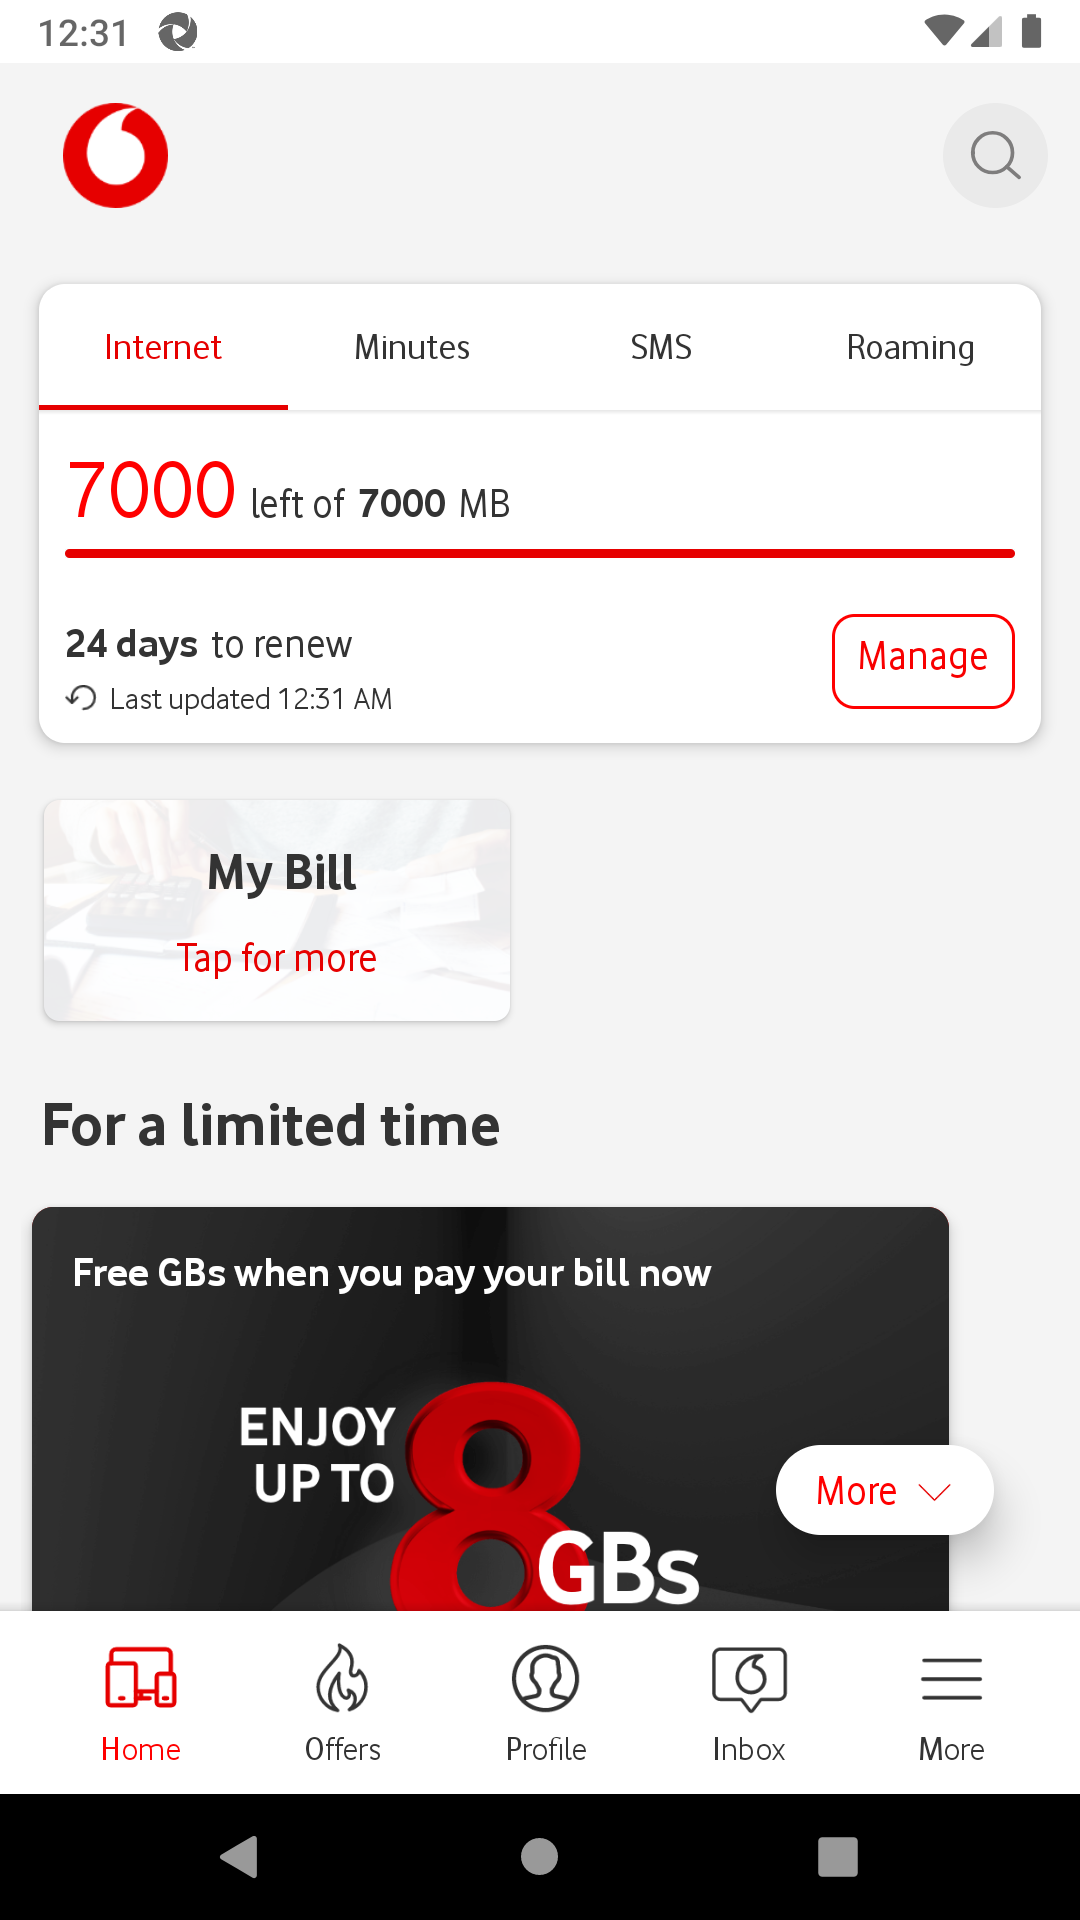 12:31
Internet Minutes SMS Roaming
7000 left of 7000 MB
24 days to renew
Manage
Last updated 12:31 AM
My Bill
Tap for more
For a limited time
Free GBs when you pay your bill now
ENJOY
UP TO
8
GBs
More
Home Offers Profile Inbox More